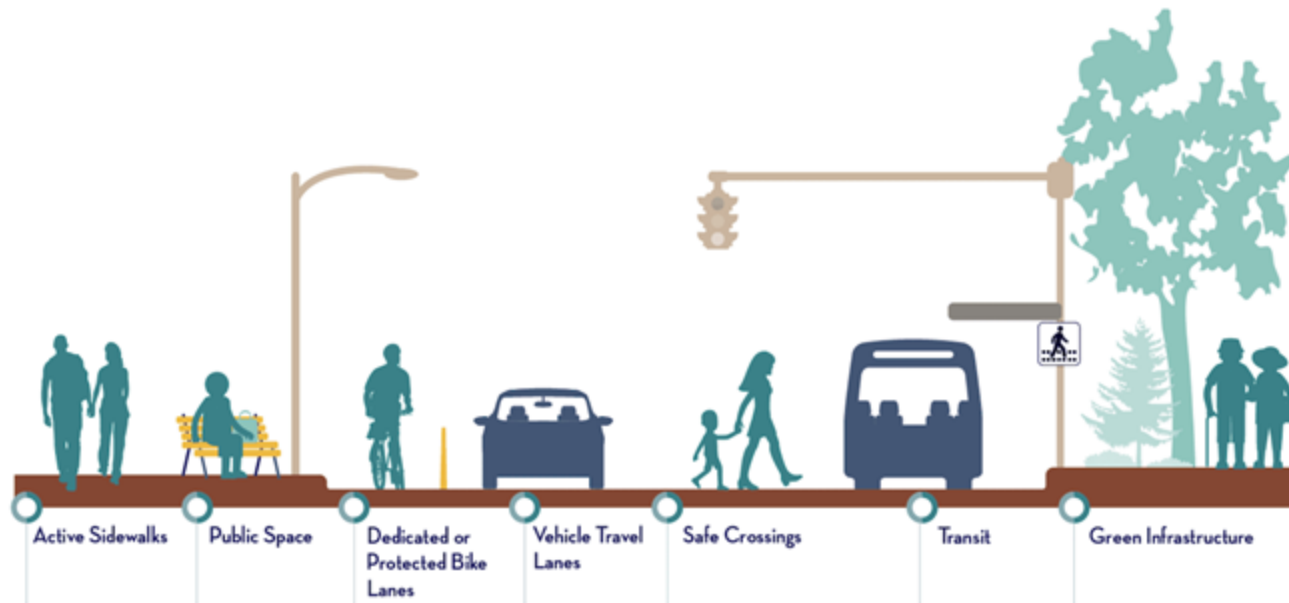 Active Sidewalks
Public Space
Dedicated or
Protected Bike
Lanes
Vehicle Travel
Lanes
Safe Crossings
Transit
Green Infrastructure